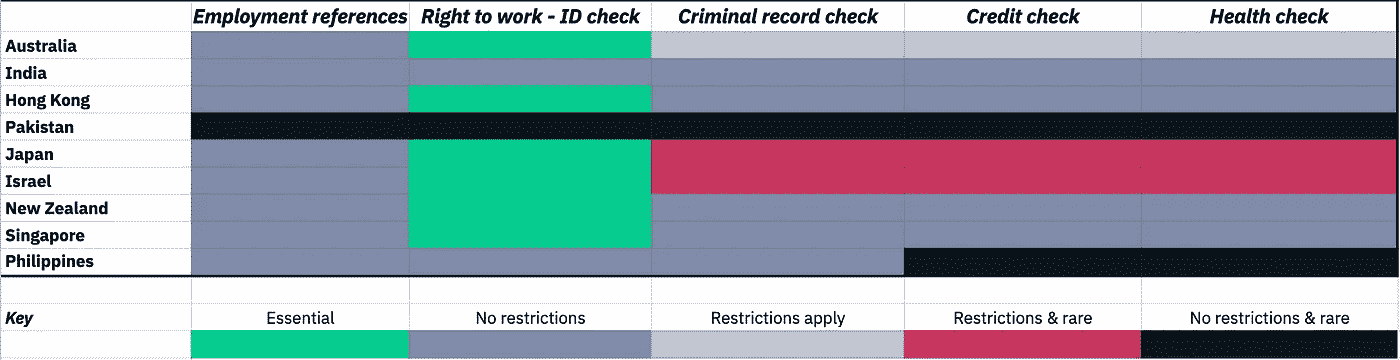 Employment references Right to work - ID check Criminal record check Credit check Health check
Australia
India
Hong Kong
Pakistan
Japan
Israel
New Zealand
Singapore
Philippines
Key Essential No restrictions Restrictions apply Restrictions & rare No restrictions & rare